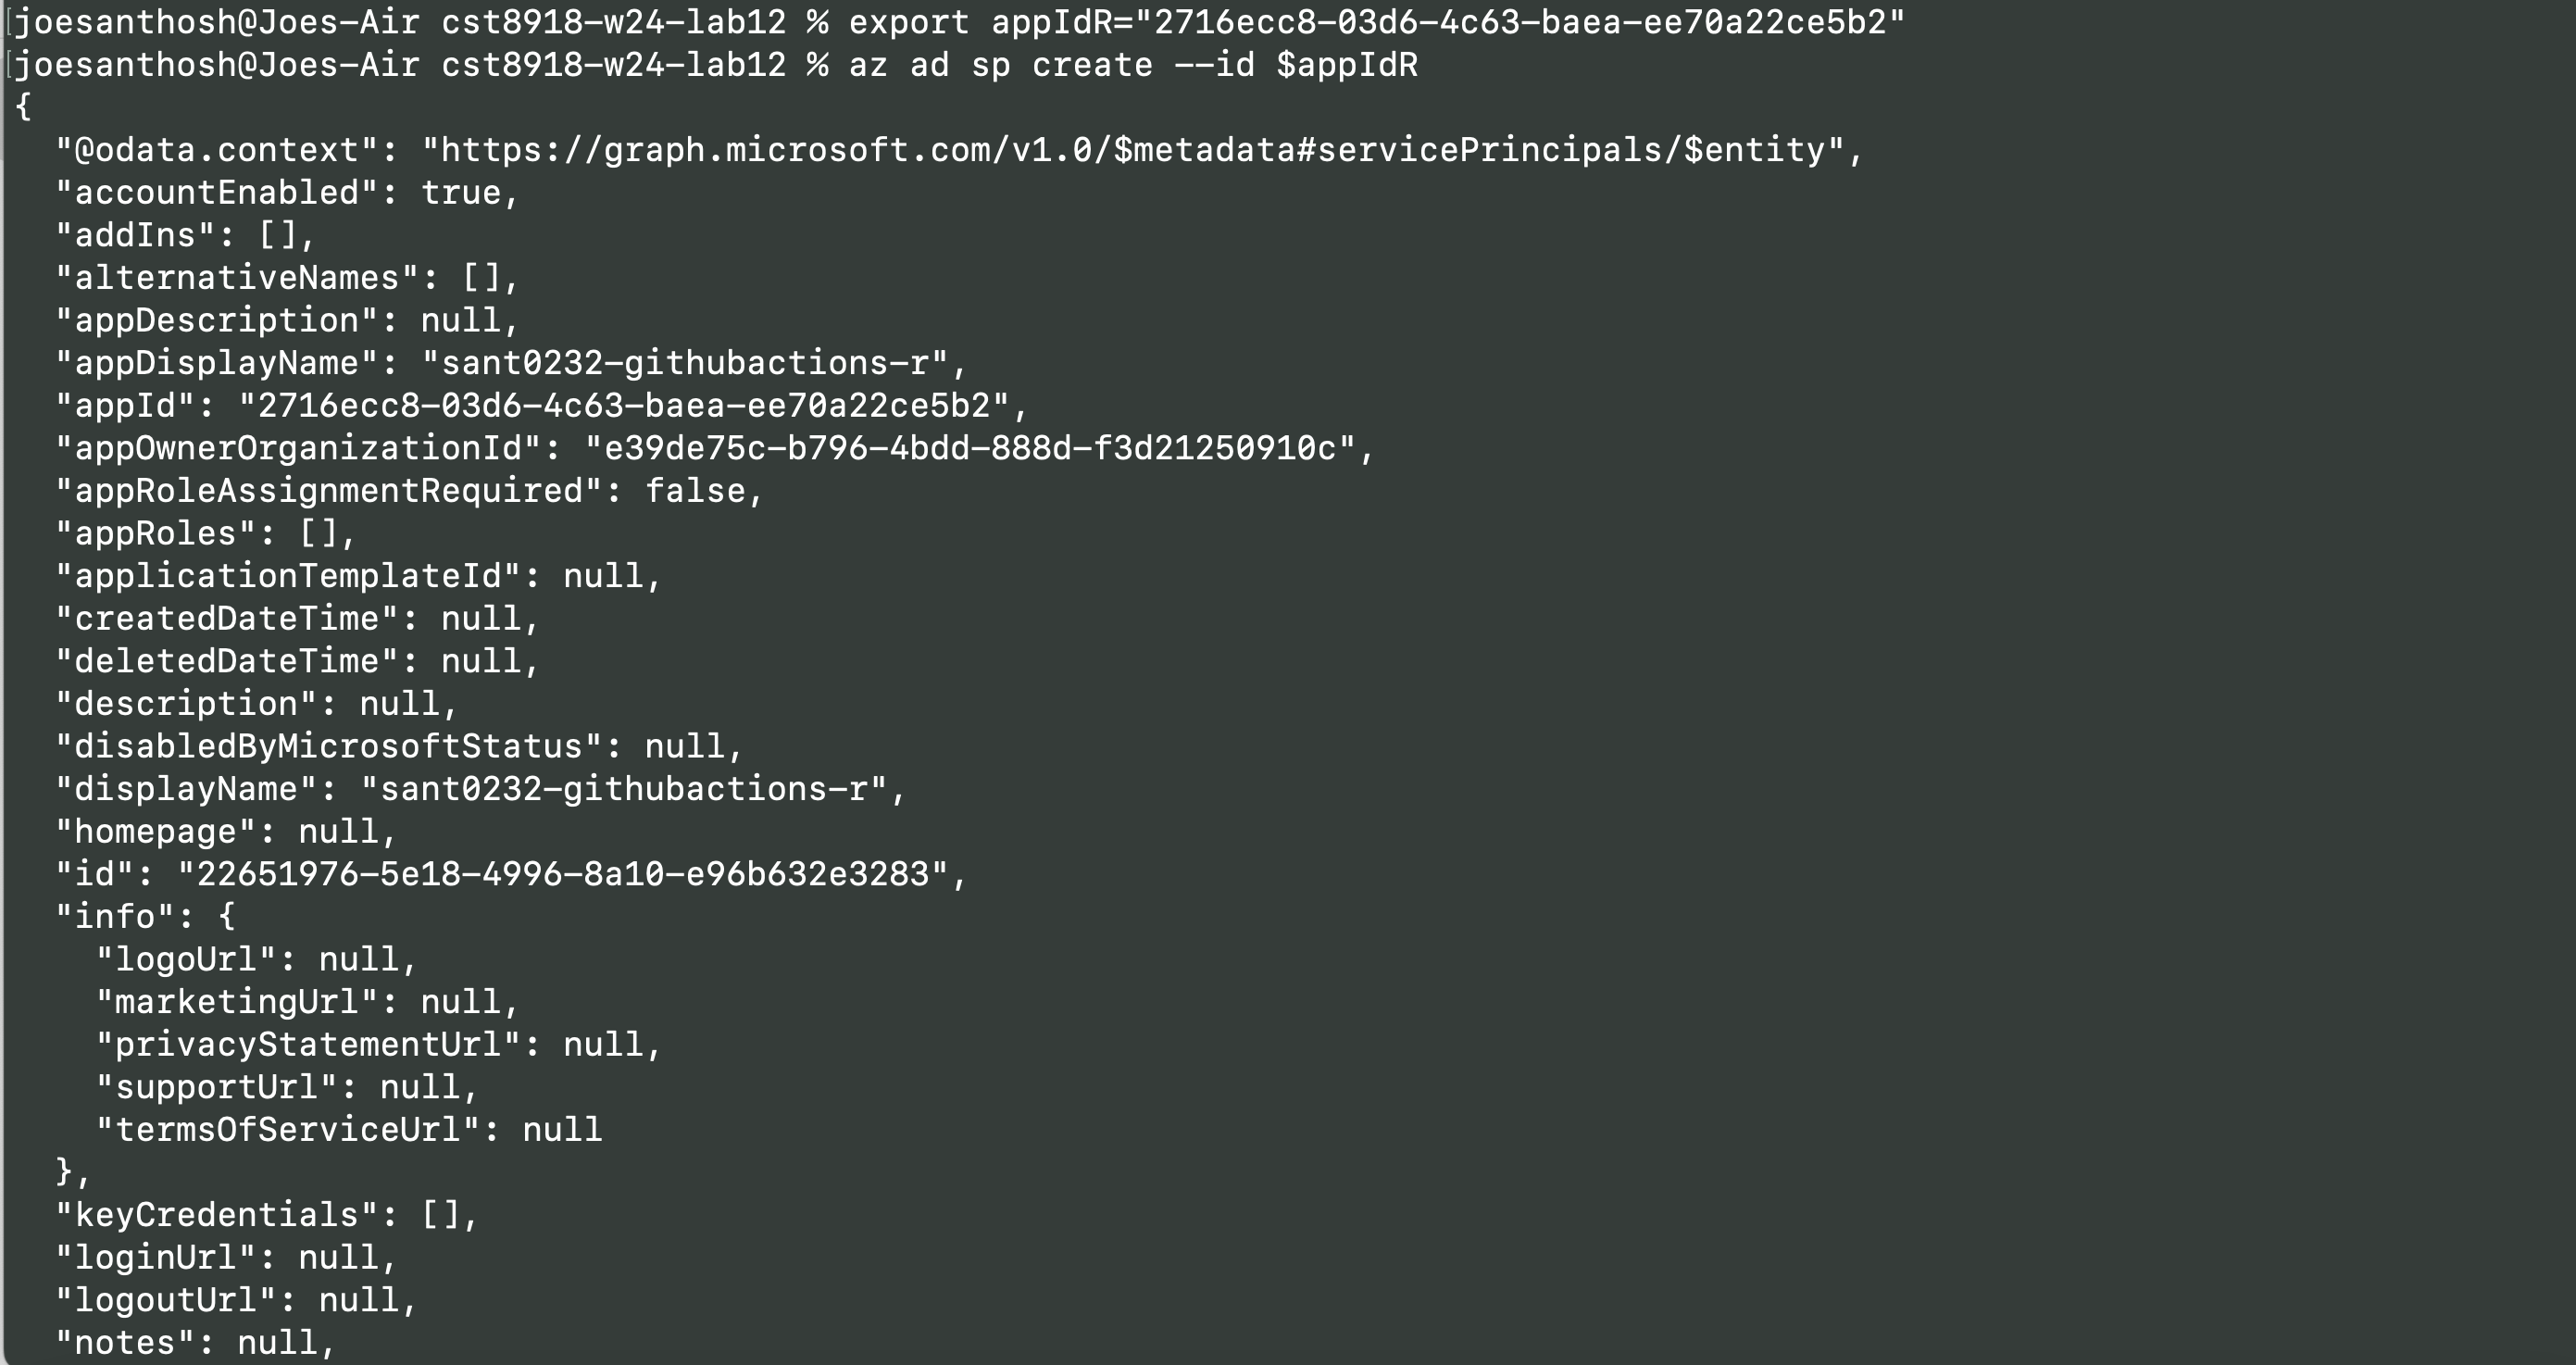 [joesanthosh@Joes-Air cst8918-w24-lab12 % export appIdR="2716ecc8-03d6-4c63-baea-ee70a22ce5b2"
[joesanthosh@Joes-Air cst8918-w24-lab12 % az ad sp create --id $appIdR
{
  "@odata.context": "https://graph.microsoft.com/v1.0/$metadata#servicePrincipals/$entity",
  "accountEnabled": true,
  "addIns": [],
  "alternativeNames": [],
  "appDescription": null,
  "appDisplayName": "sant0232-githubactions-r",
  "appId": "2716ecc8-03d6-4c63-baea-ee70a22ce5b2",
  "appOwnerOrganizationId": "e39de75c-b796-4bdd-888d-f3d21250910c",
  "appRoleAssignmentRequired": false,
  "appRoles": [],
  "applicationTemplateId": null,
  "createdDateTime": null,
  "deletedDateTime": null,
  "description": null,
  "disabledByMicrosoftStatus": null,
  "displayName": "sant0232-githubactions-r",
  "homepage": null,
  "id": "22651976-5e18-4996-8a10-e96b632e3283",
  "info": {
    "logoUrl": null,
    "marketingUrl": null,
    "privacyStatementUrl": null,
    "supportUrl": null,
    "termsOfServiceUrl": null
  },
  "keyCredentials": [],
  "loginUrl": null,
  "logoutUrl": null,
  "notes": null,